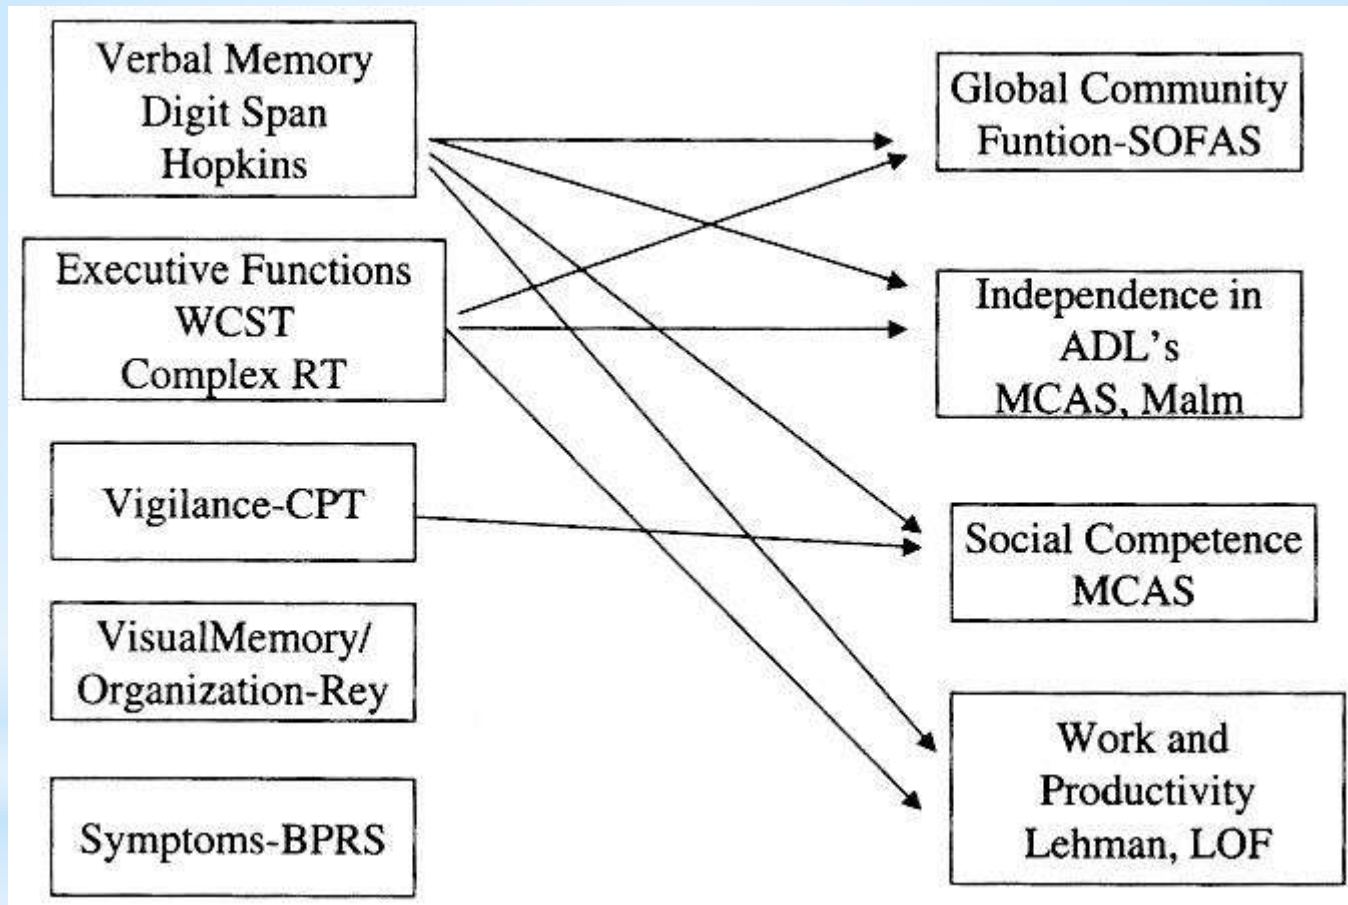 Verbal Memory
Digit Span
Hopkins
Executive Functions
WCST
Complex RT
Vigilance-CPT
VisualMemory/
Organization-Rey
Symptoms-BPRS
Global Community
Funtion-SOFAS
Independence in
ADL's
MCAS, Malm
Social Competence
MCAS
Work and
Productivity
Lehman, LOF